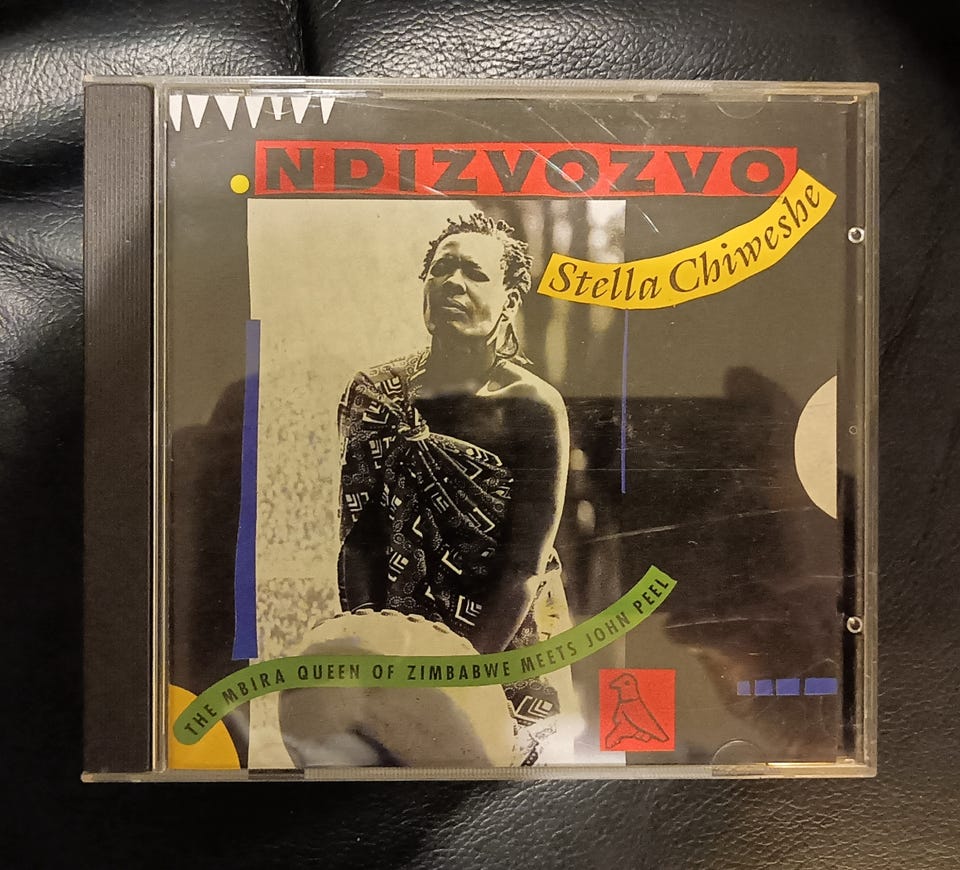 NDIZVOZVO
Stella Chiweshe
THE MBIRA QUEEN OF ZIMBABWE MEETS JOHN PEEL